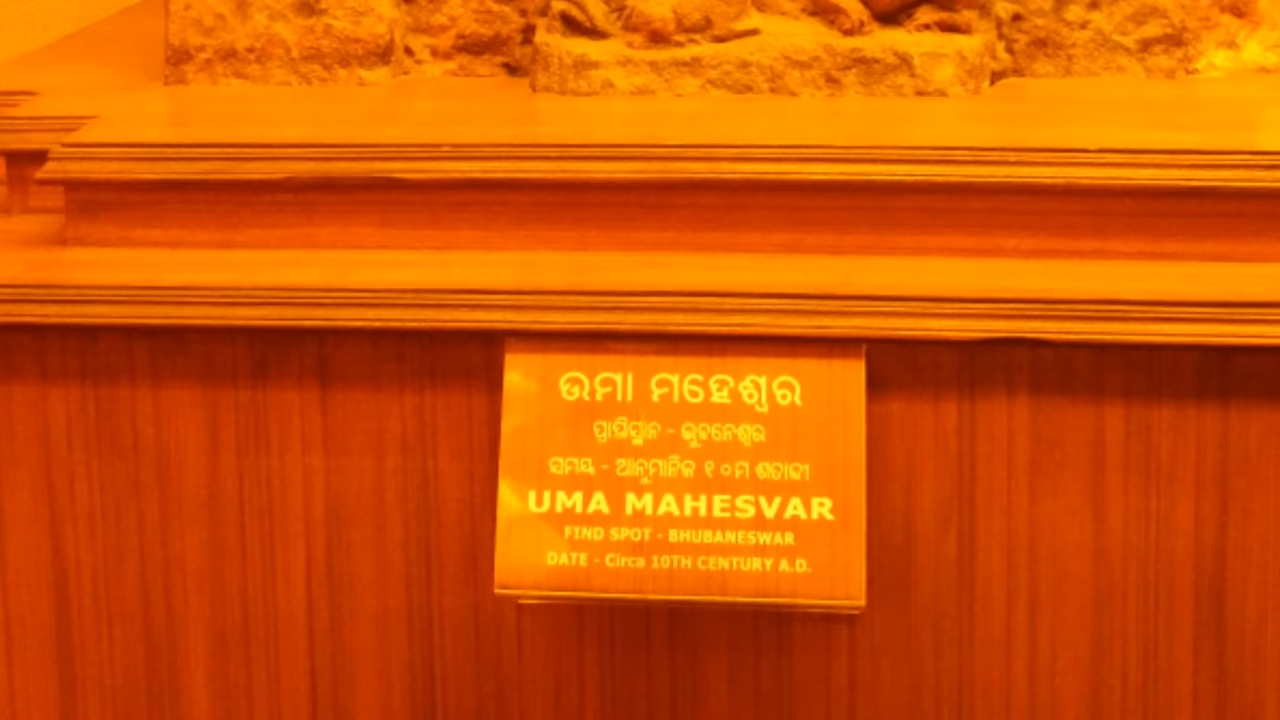 ଉମା ମହେଶ୍ୱର
ପ୍ରାପ୍ତିସ୍ଥାନ - ଭୁବନେଶ୍ୱର
ସମୟ - ଆନୁମାନିକ ୧୦ମ ଶତାବ୍ଦୀ
UMA MAHESVAR
FIND SPOT - BHUBANESWAR
DATE - Circa 10TH CENTURY A.D.